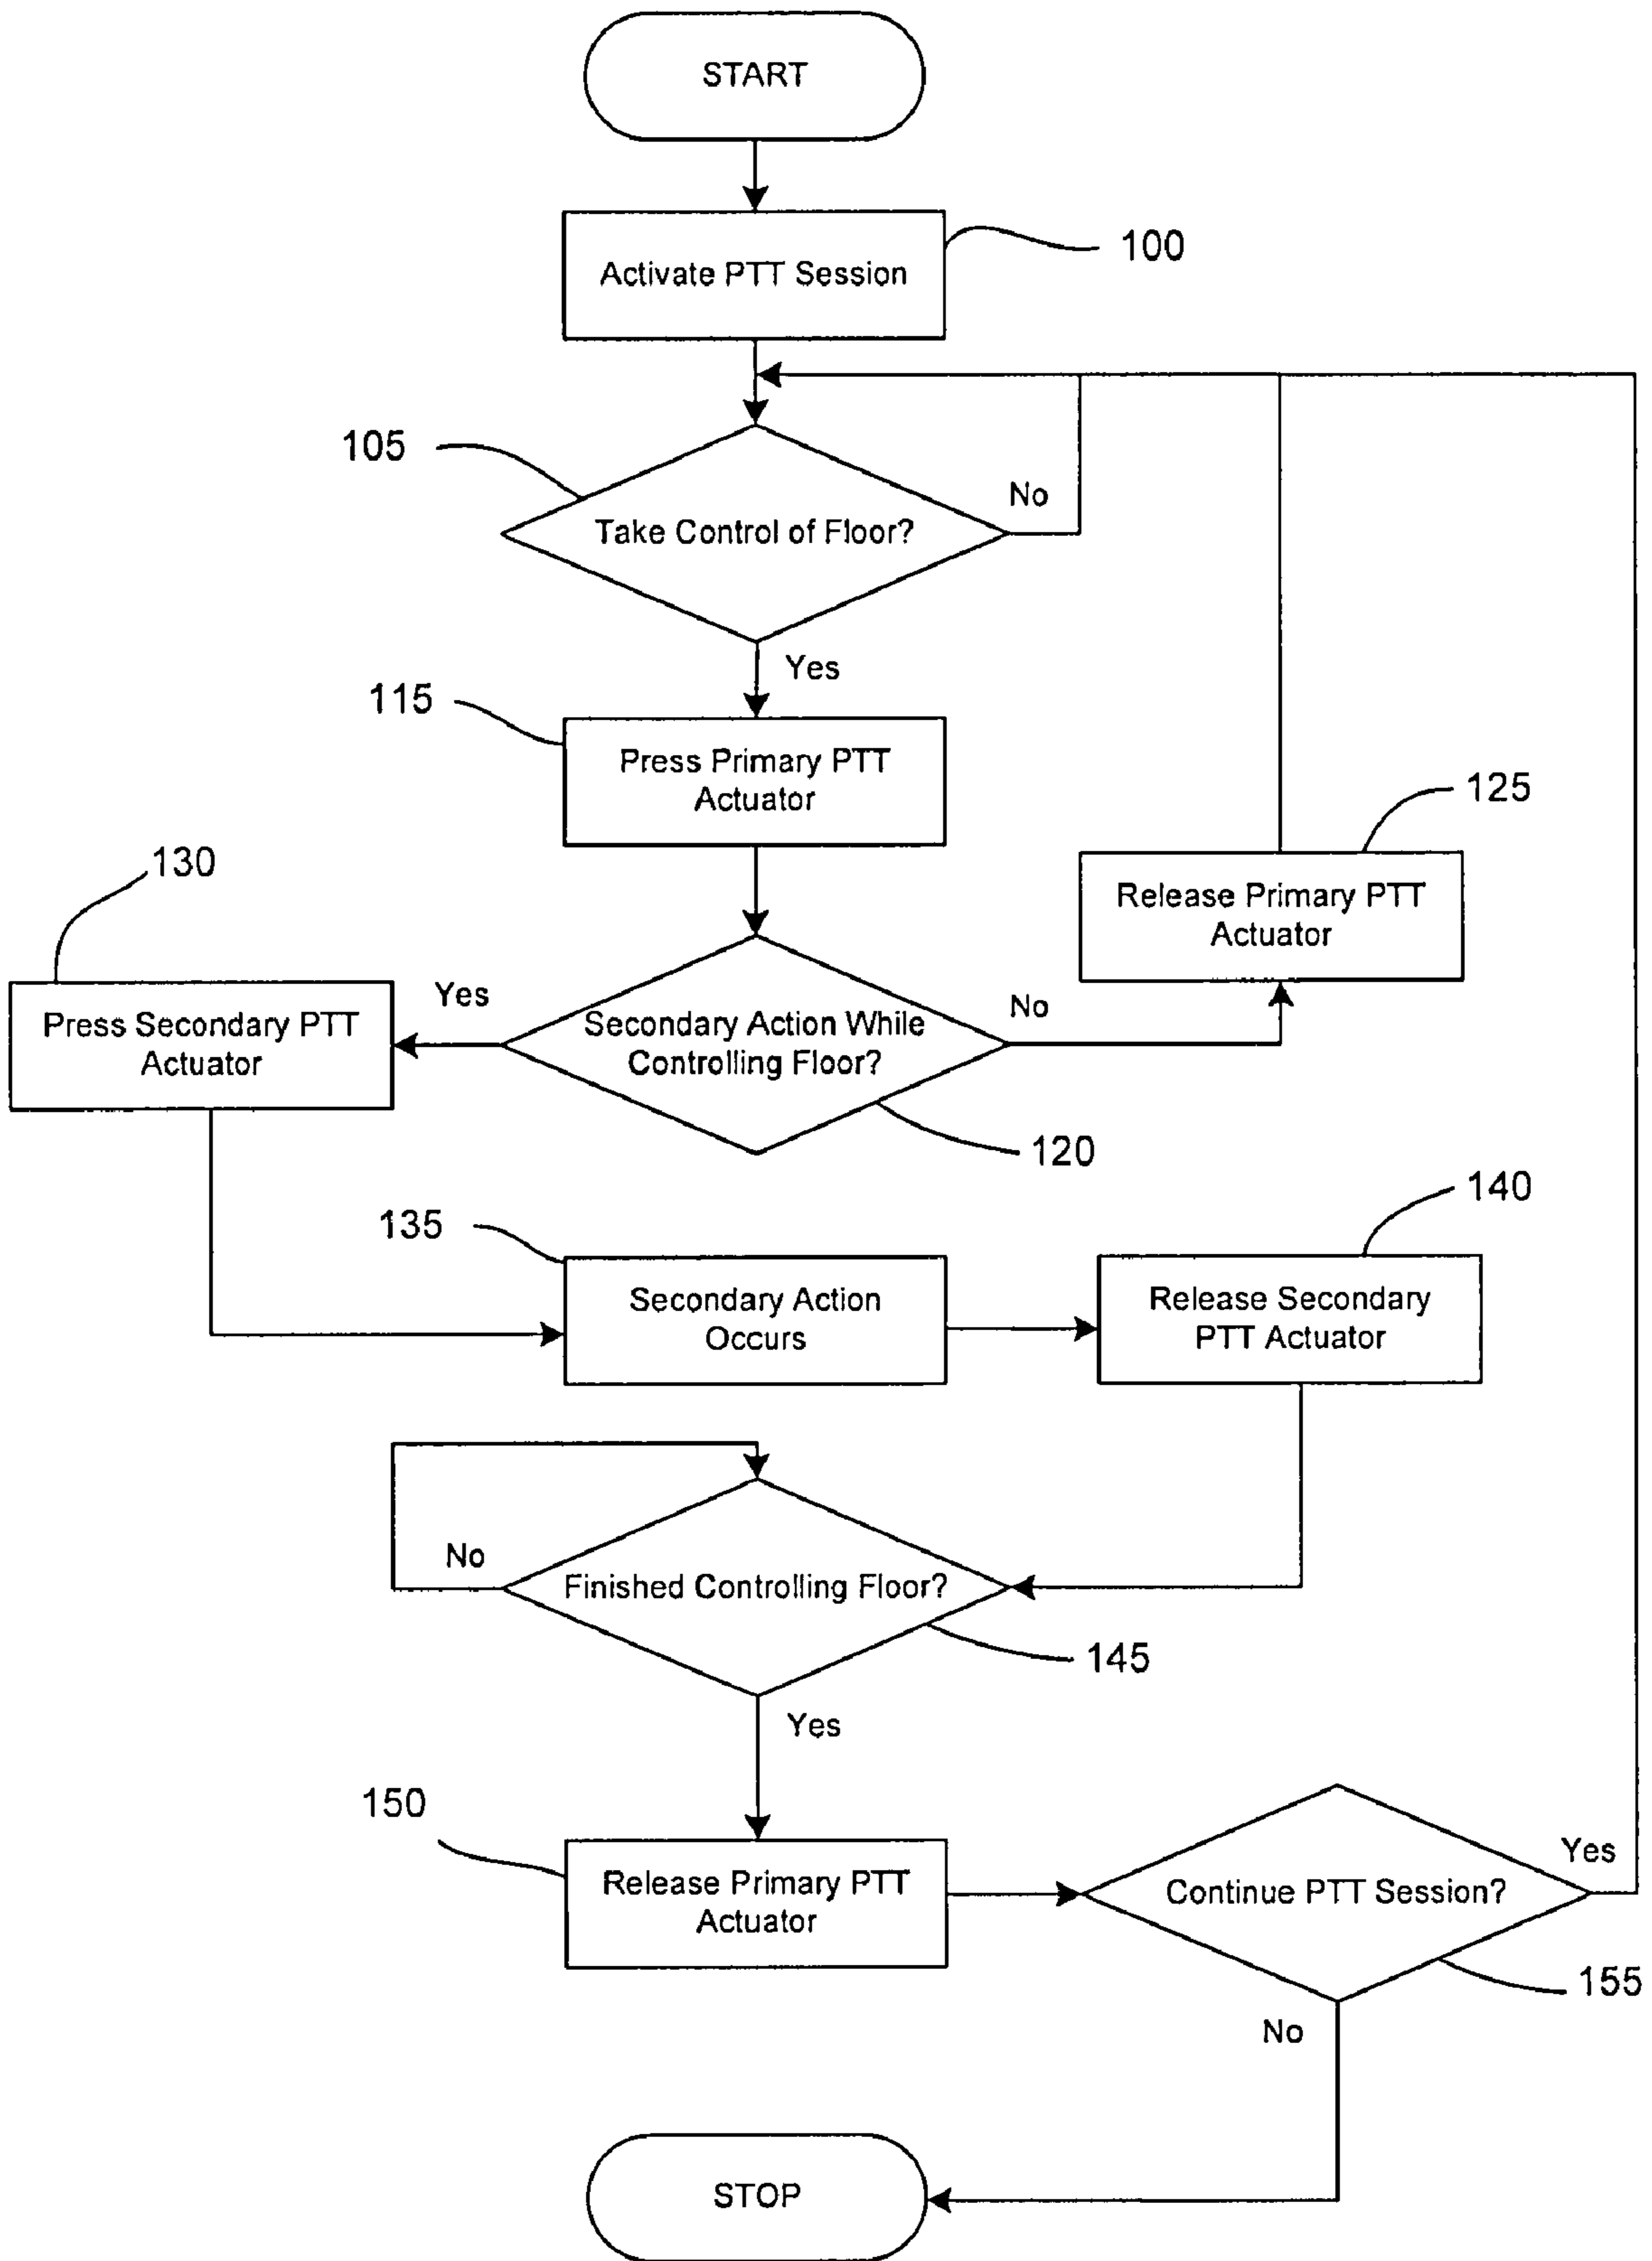 START
Activate PTT Session
100
105
Take Control of Floor?
No
Yes
115
Press Primary PTT
Actuator
125
Release Primary PTT
Actuator
130
Press Secondary PTT
Actuator
Yes
Secondary Action While
Controlling Floor?
No
120
135
Secondary Action
Occurs
140
Release Secondary
PTT Actuator
No
Finished Controlling Floor?
145
Yes
150
Release Primary PTT
Actuator
Continue PTT Session?
Yes
155
No
STOP